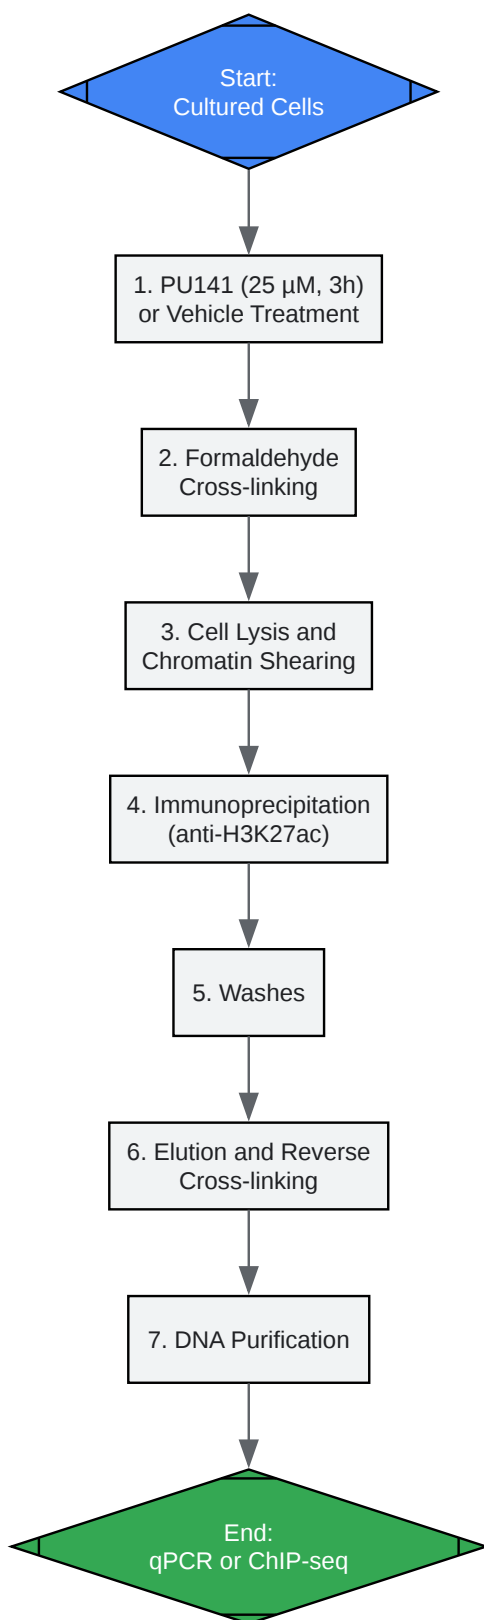 Start:
Cultured Cells
1. PU141 (25 µM, 3h)
or Vehicle Treatment
2. Formaldehyde
Cross-linking
3. Cell Lysis and
Chromatin Shearing
4. Immunoprecipitation
(anti-H3K27ac)
5. Washes
6. Elution and Reverse
Cross-linking
7. DNA Purification
End:
qPCR or ChIP-seq